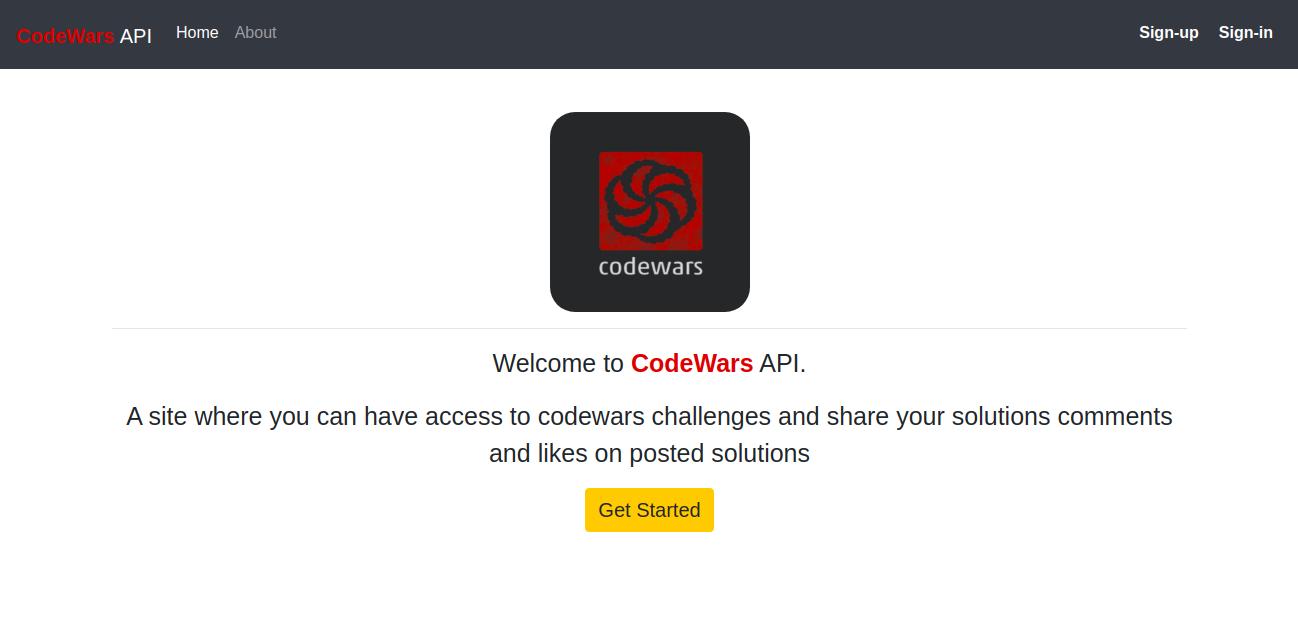 CodeWars API Home About Sign-up Sign-in
codewars
Welcome to CodeWars API.
A site where you can have access to codewars challenges and share your solutions comments
and likes on posted solutions
Get Started